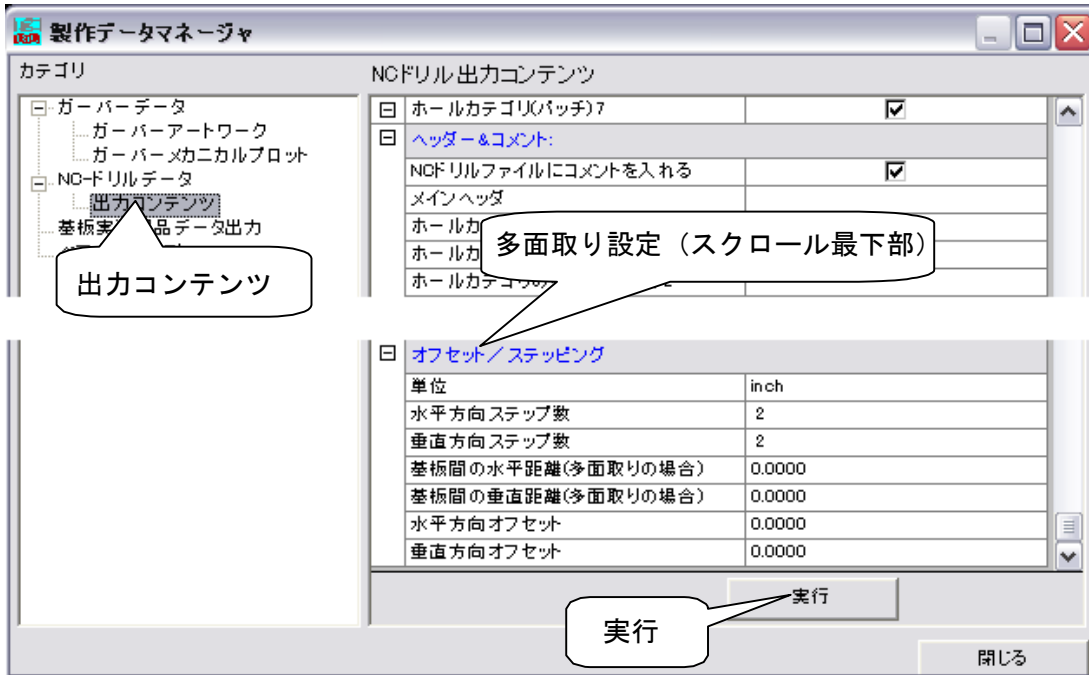 製作データマネージャ
カテゴリ
ガーバーデータ
ガーバーアートワーク
ガーバーメカニカルプロット
NC-ドリルデータ
出力コンテンツ
基板実 品データ出力
出力コンテンツ
NCドリル出力コンテンツ
ホールカテゴリ(パッチ)7
ヘッダー&コメント:
NCドリルファイルにコメントを入れる
メインヘッダ
ホールカ
ホールカ
ホールカテゴリの
多面取り設定（スクロール最下部）
オフセット／ステッピング
単位 inch
水平方向ステップ数 2
垂直方向ステップ数 2
基板間の水平距離(多面取りの場合) 0.0000
基板間の垂直距離(多面取りの場合) 0.0000
水平方向オフセット 0.0000
垂直方向オフセット 0.0000
実行
実行
閉じる